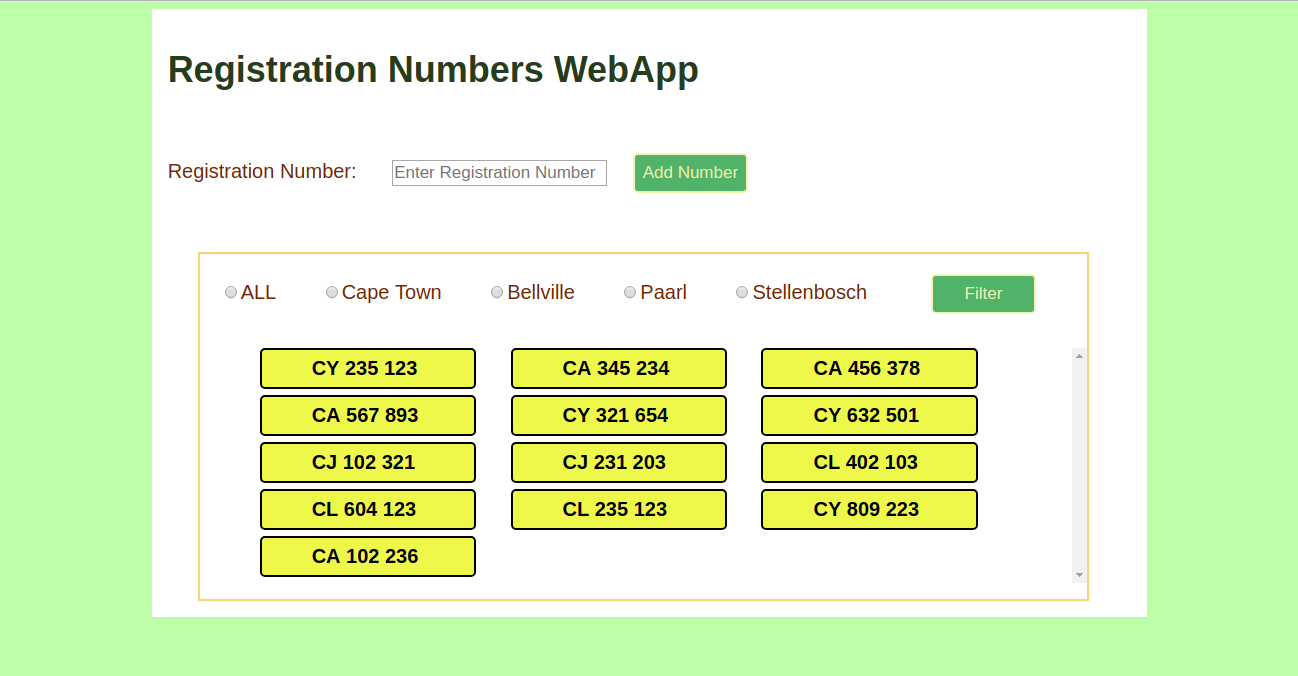 Registration Numbers WebApp
Registration Number: Enter Registration Number Add Number
ALL Cape Town Bellville Paarl Stellenbosch Filter
CY 235 123 CA 345 234 CA 456 378
CA 567 893 CY 321 654 CY 632 501
CJ 102 321 CJ 231 203 CL 402 103
CL 604 123 CL 235 123 CY 809 223
CA 102 236